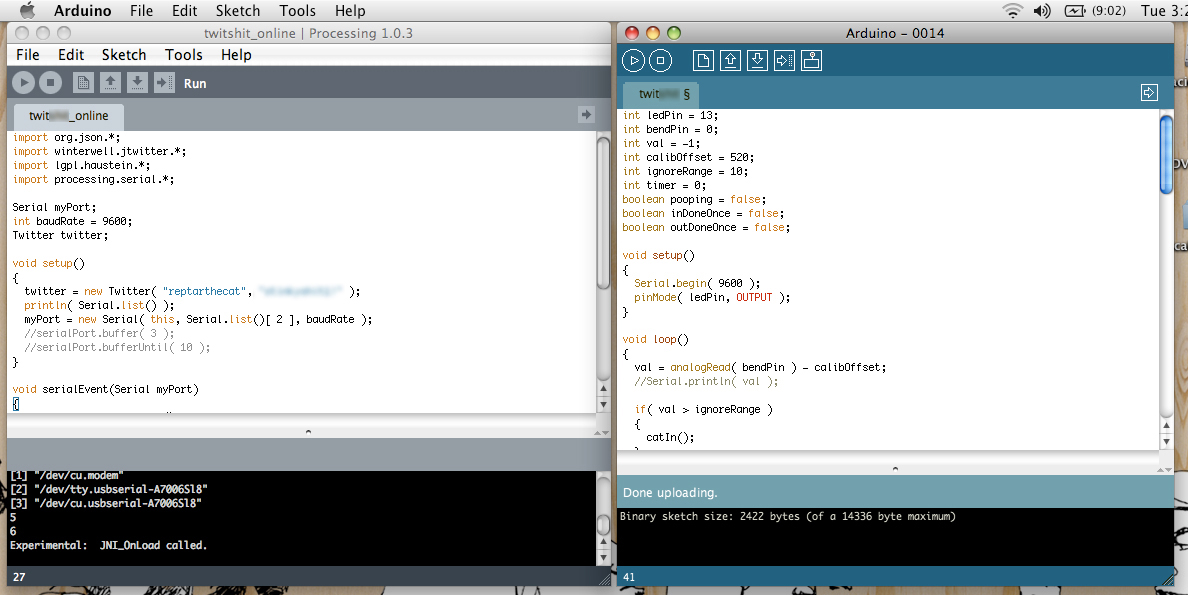 Arduino File Edit Sketch Tools Help (9:02) Tue 3:2
twitshit_online | Processing 1.0.3
File Edit Sketch Tools Help
Run
twit _online
import org.json.*;
import winterwell.jtwitter.*;
import lgpl.haustein.*;
import processing.serial.*;
Serial myPort;
int baudRate = 9600;
Twitter twitter;
void setup()
{
twitter = new Twitter( "reptarthecat", );
println( Serial.list() );
myPort = new Serial( this, Serial.list()[ 2 ], baudRate );
//serialPort.buffer( 3 );
//serialPort.bufferUntil( 10 );
}
void serialEvent(Serial myPort)
{
[1] "/dev/cu.modem"
[2] "/dev/tty.usbserial-A7006Sl8"
[3] "/dev/cu.usbserial-A7006Sl8"
5
6
Experimental: JNI_OnLoad called.
27
Arduino - 0014
twit §
int ledPin = 13;
int bendPin = 0;
int val = -1;
int calibOffset = 520;
int ignoreRange = 10;
int timer = 0;
boolean pooping = false;
boolean inDoneOnce = false;
boolean outDoneOnce = false;
void setup()
{
Serial.begin( 9600 );
pinMode( ledPin, OUTPUT );
}
void loop()
{
val = analogRead( bendPin ) - calibOffset;
//Serial.println( val );
if( val > ignoreRange )
{
catIn();
Done uploading.
Binary sketch size: 2422 bytes (of a 14336 byte maximum)
41